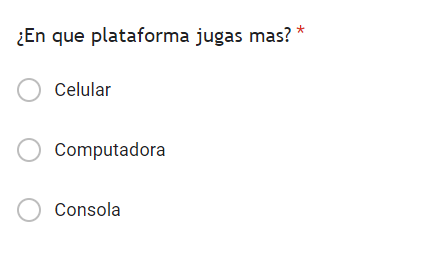 ¿En que plataforma jugas mas? *
Celular
Computadora
Consola